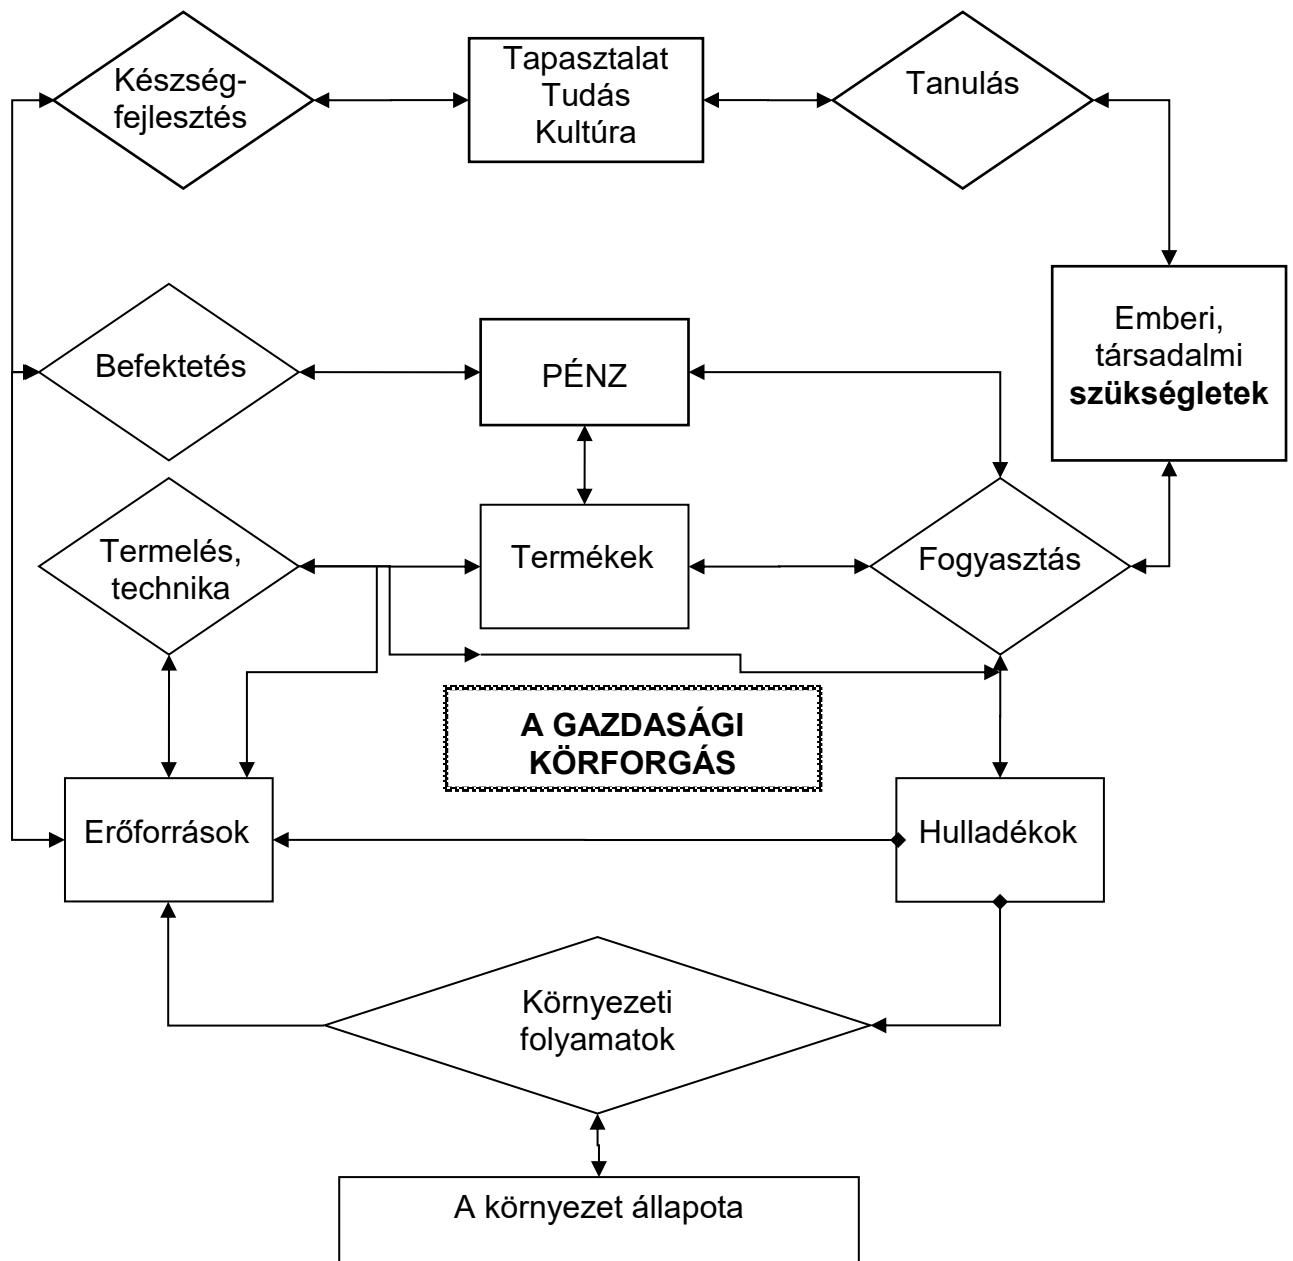 Készség-
fejlesztés
Tapasztalat
Tudás
Kultúra
Tanulás
Emberi,
társadalmi
szükségletek
Befektetés
PÉNZ
Termelés,
technika
Termékek
Fogyasztás
A GAZDASÁGI
KÖRFORGÁS
Erőforrások
Hulladékok
Környezeti
folyamatok
A környezet állapota